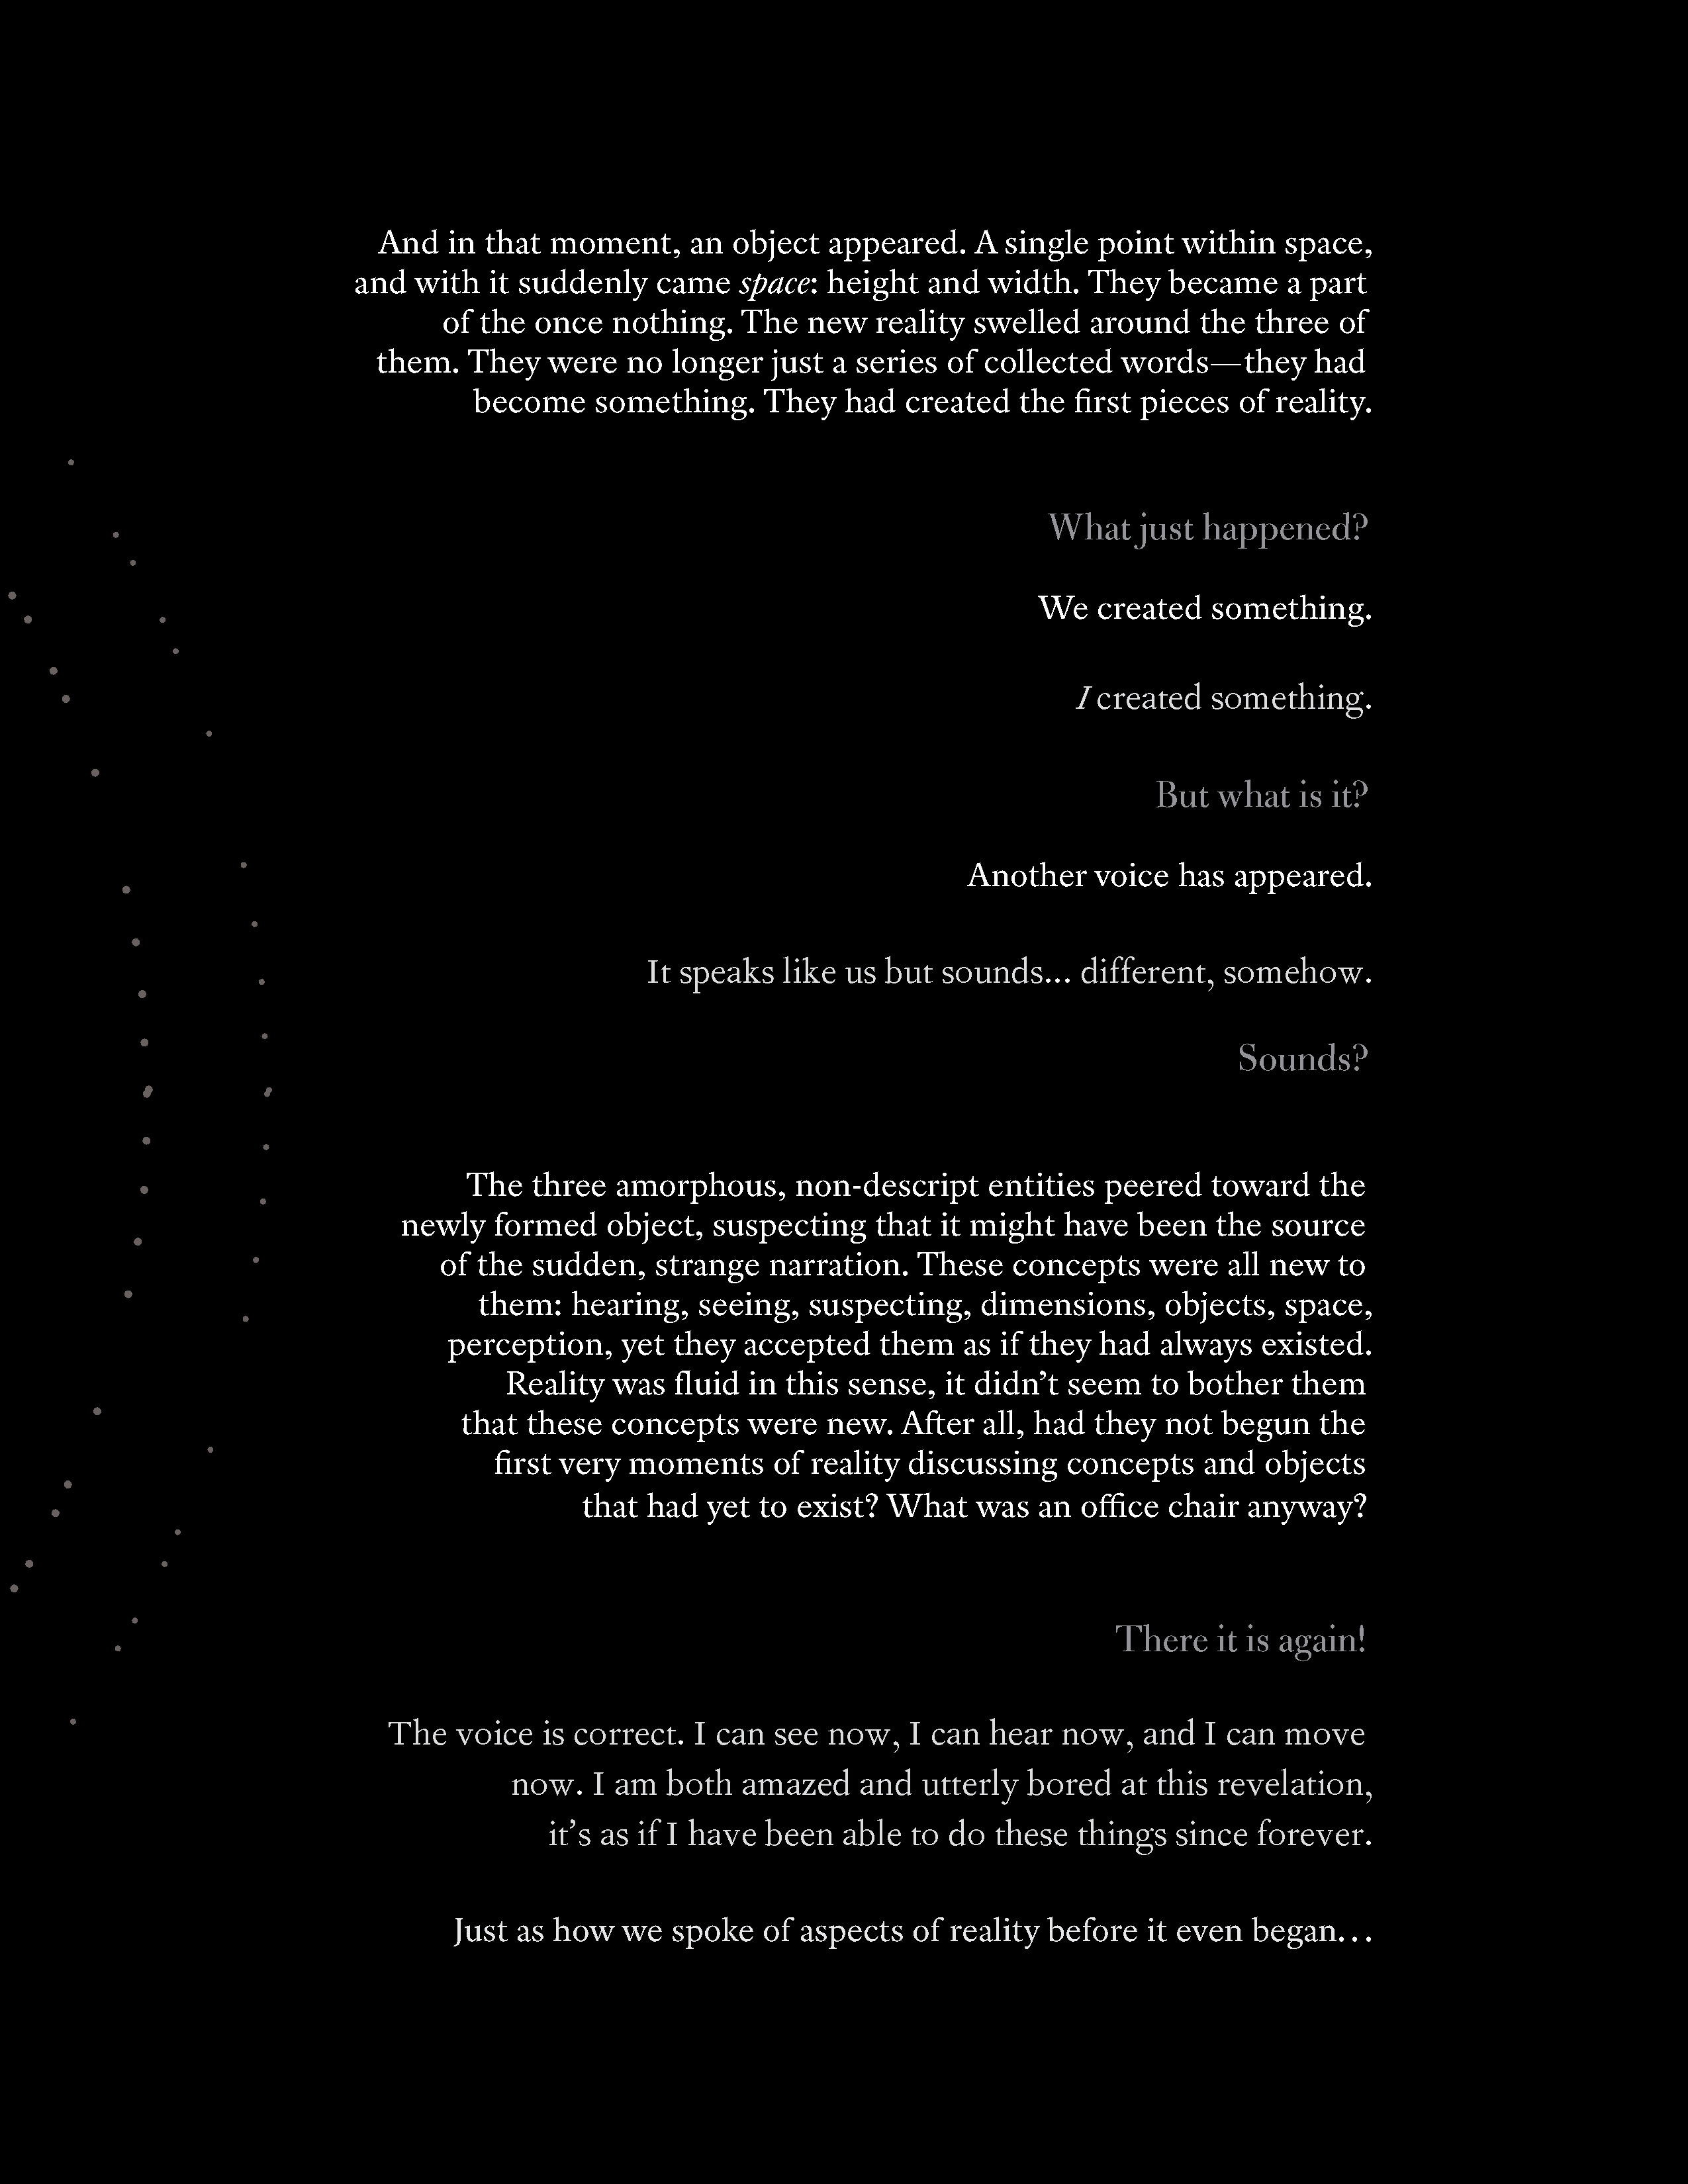 And in that moment, an object appeared. A single point within space,
and with it suddenly came space: height and width. They became a part
of the once nothing. The new reality swelled around the three of
them. They were no longer just a series of collected words—they had
become something. They had created the first pieces of reality.
What just happened?
We created something.
I created something.
But what is it?
Another voice has appeared.
It speaks like us but sounds... different, somehow.
Sounds?
The three amorphous, non-descript entities peered toward the
newly formed object, suspecting that it might have been the source
of the sudden, strange narration. These concepts were all new to
them: hearing, seeing, suspecting, dimensions, objects, space,
perception, yet they accepted them as if they had always existed.
Reality was fluid in this sense, it didn’t seem to bother them
that these concepts were new. After all, had they not begun the
first very moments of reality discussing concepts and objects
that had yet to exist? What was an office chair anyway?
There it is again!
The voice is correct. I can see now, I can hear now, and I can move
now. I am both amazed and utterly bored at this revelation,
it’s as if I have been able to do these things since forever.
Just as how we spoke of aspects of reality before it even began...